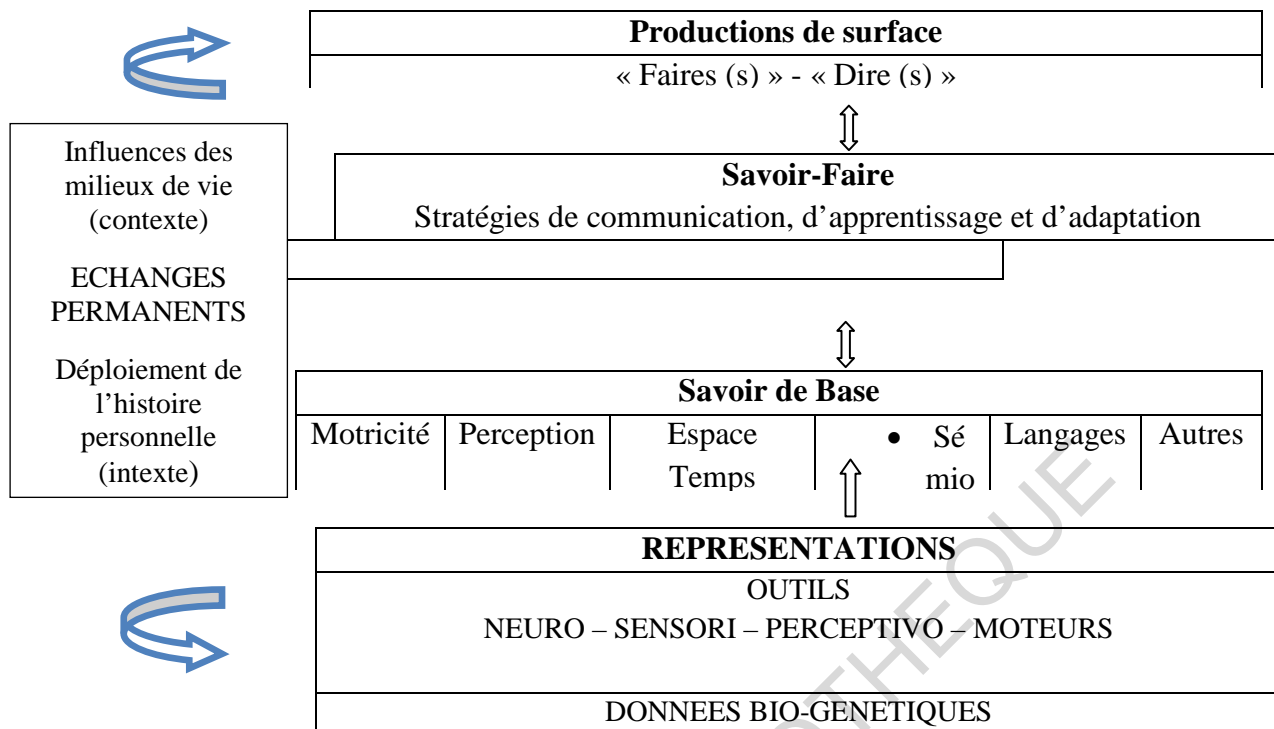 Productions de surface
« Faires (s) » - « Dire (s) »
Influences des
milieux de vie
(contexte)
ECHANGES
PERMANENTS
Déploiement de
l’histoire
personnelle
(intexte)
Savoir-Faire
Stratégies de communication, d’apprentissage et d’adaptation
Savoir de Base
Motricité Perception Espace • Sé Langages Autres
Temps mio
REPRESENTATIONS
OUTILS
NEURO – SENSORI – PERCEPTIVO – MOTEURS
DONNEES BIO-GENETIQUES